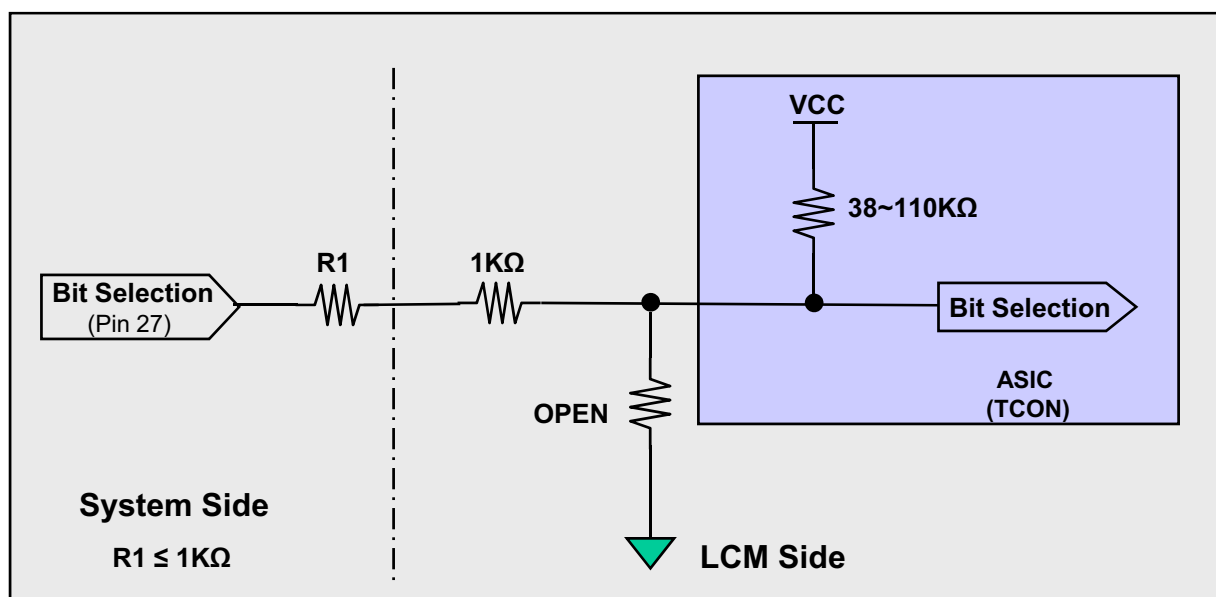 VCC
38~110KΩ
R1
1KΩ
Bit Selection
(Pin 27)
Bit Selection
ASIC
(TCON)
OPEN
System Side
R1 ≤ 1KΩ
LCM Side